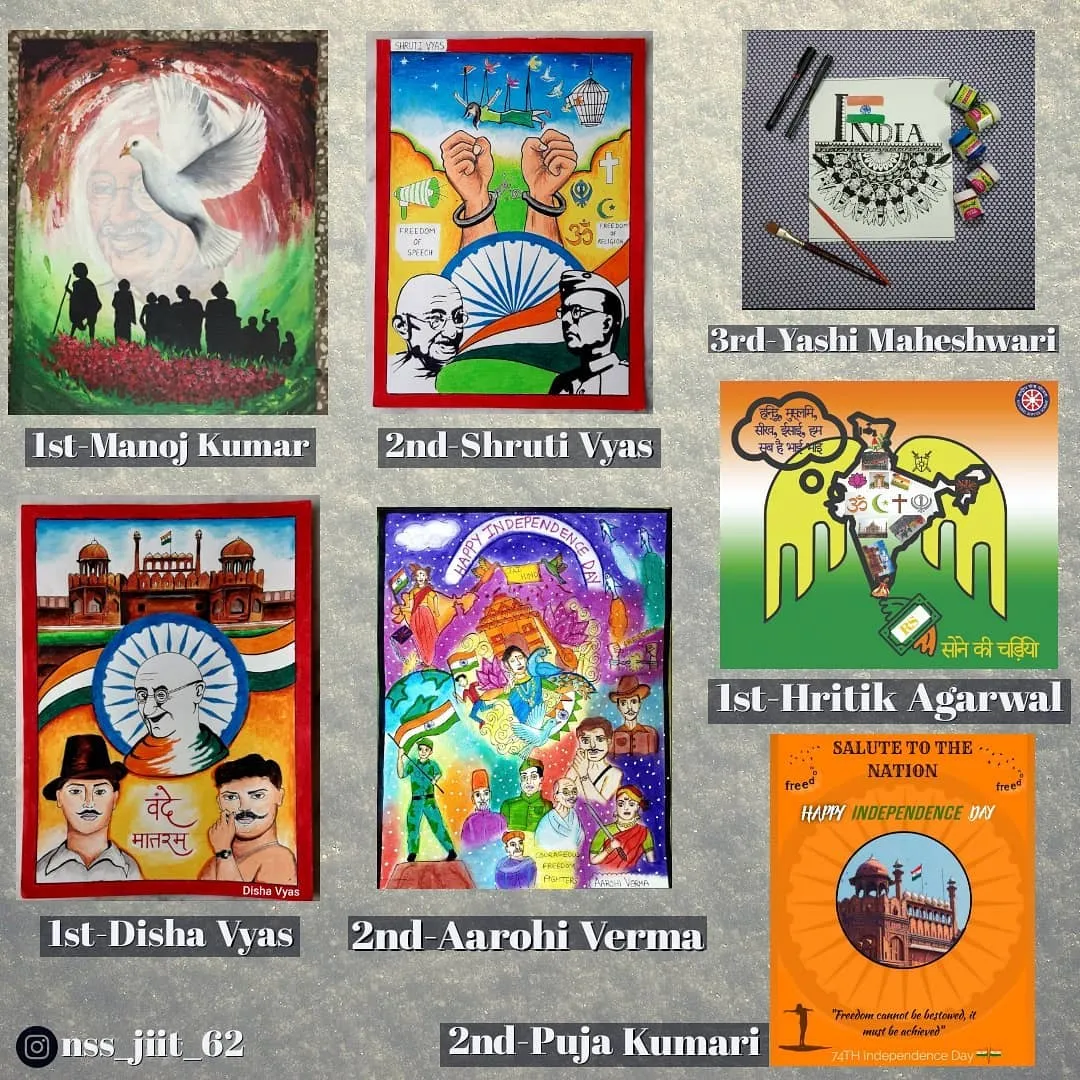 1st-Manoj Kumar
SHRUTI VYAS
FREEDOM
OF
SPEECH
FREEDOM
OF
RELIGION
ॐ
2nd-Shruti Vyas
INDIA
3rd-Yashi Maheshwari
सीख, ईसाई, हम
सब है भाई भाई
ॐ
RS
1st-Hritik Agarwal
वंदे
मातरम्
Disha Vyas
1st-Disha Vyas
HAPPY INDEPENDENCE DAY
COURAGEOUS
FREEDOM
FIGHTERS
AAROHI VERMA
2nd-Aarohi Verma
SALUTE TO THE
NATION
freedo
freedo
HAPPY INDEPENDENCE DAY
"Freedom cannot be bestowed, it
must be achieved"
74TH Independence Day
2nd-Puja Kumari
nss_jiit_62